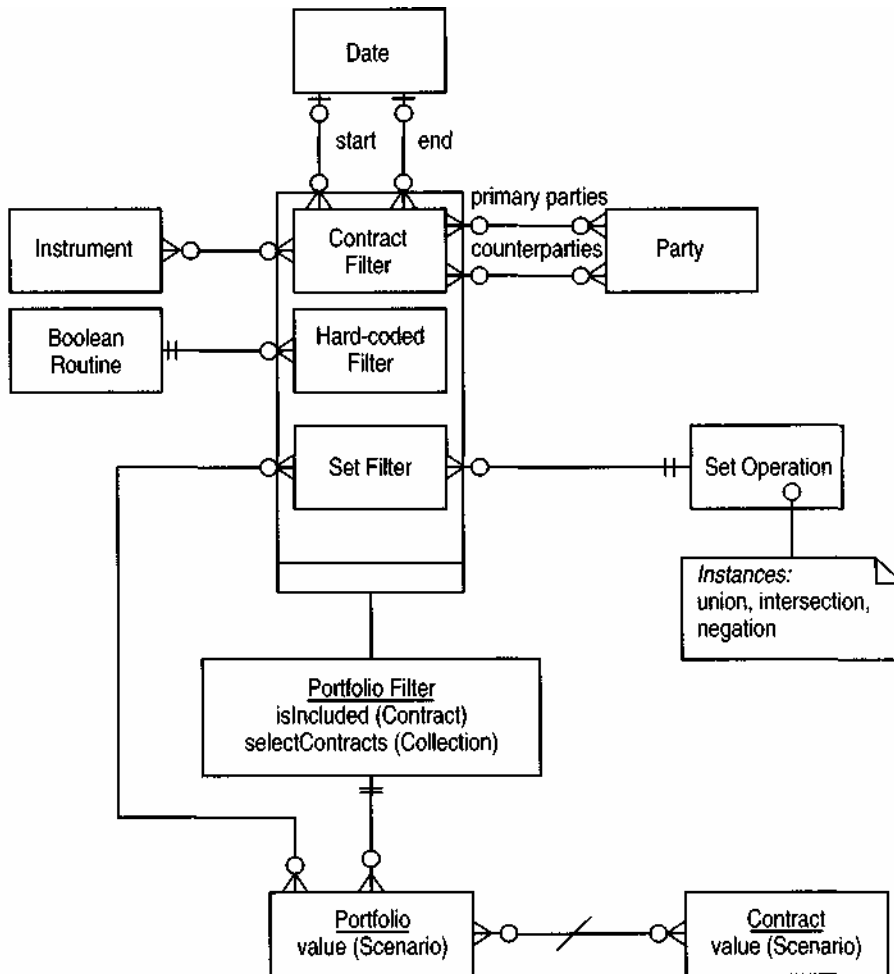 Date
start
end
primary parties
Instrument
Contract
Filter
counterparties
Party
Boolean
Routine
Hard-coded
Filter
Set Filter
Set Operation
Instances:
union, intersection,
negation
Portfolio Filter
isIncluded (Contract)
selectContracts (Collection)
Portfolio
value (Scenario)
Contract
value (Scenario)